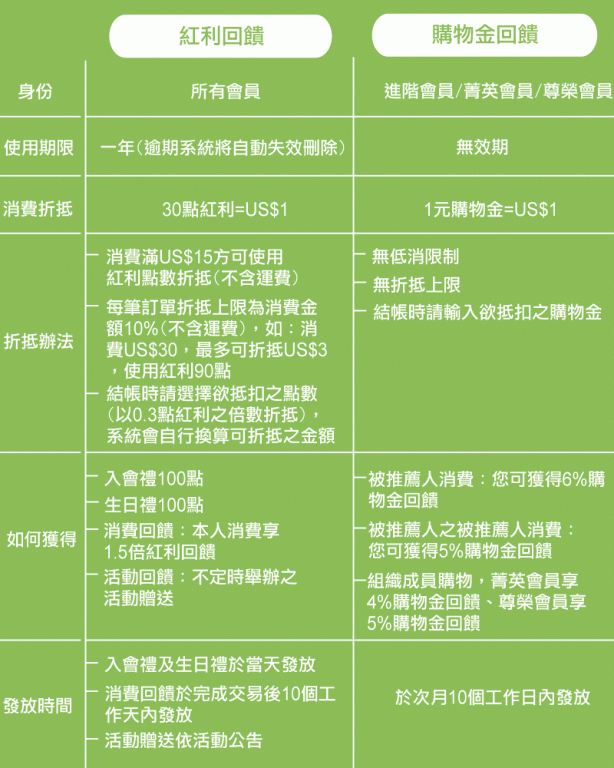 紅利回饋
購物金回饋
身份
所有會員
進階會員/菁英會員/尊榮會員
使用期限
一年(逾期系統將自動失效刪除)
無效期
消費折抵
30點紅利=US$1
1元購物金=US$1
折抵辦法
消費滿US$15方可使用
紅利點數折抵(不含運費)
每筆訂單折抵上限為消費金
額10%(不含運費),如:消
費US$30,最多可折抵US$3
,使用紅利90點
結帳時請選擇欲抵扣之點數
(以0.3點紅利之倍數折抵),
系統會自行換算可折抵之金額
無低消限制
無折抵上限
結帳時請輸入欲抵扣之購物金
如何獲得
入會禮100點
生日禮100點
消費回饋:本人消費享
1.5倍紅利回饋
活動回饋:不定時舉辦之
活動贈送
被推薦人消費:您可獲得6%購
物金回饋
被推薦人之被推薦人消費:
您可獲得5%購物金回饋
組織成員購物,菁英會員享
4%購物金回饋、尊榮會員享
5%購物金回饋
發放時間
入會禮及生日禮於當天發放
消費回饋於完成交易後10個工
作天內發放
活動贈送依活動公告
於次月10個工作日內發放